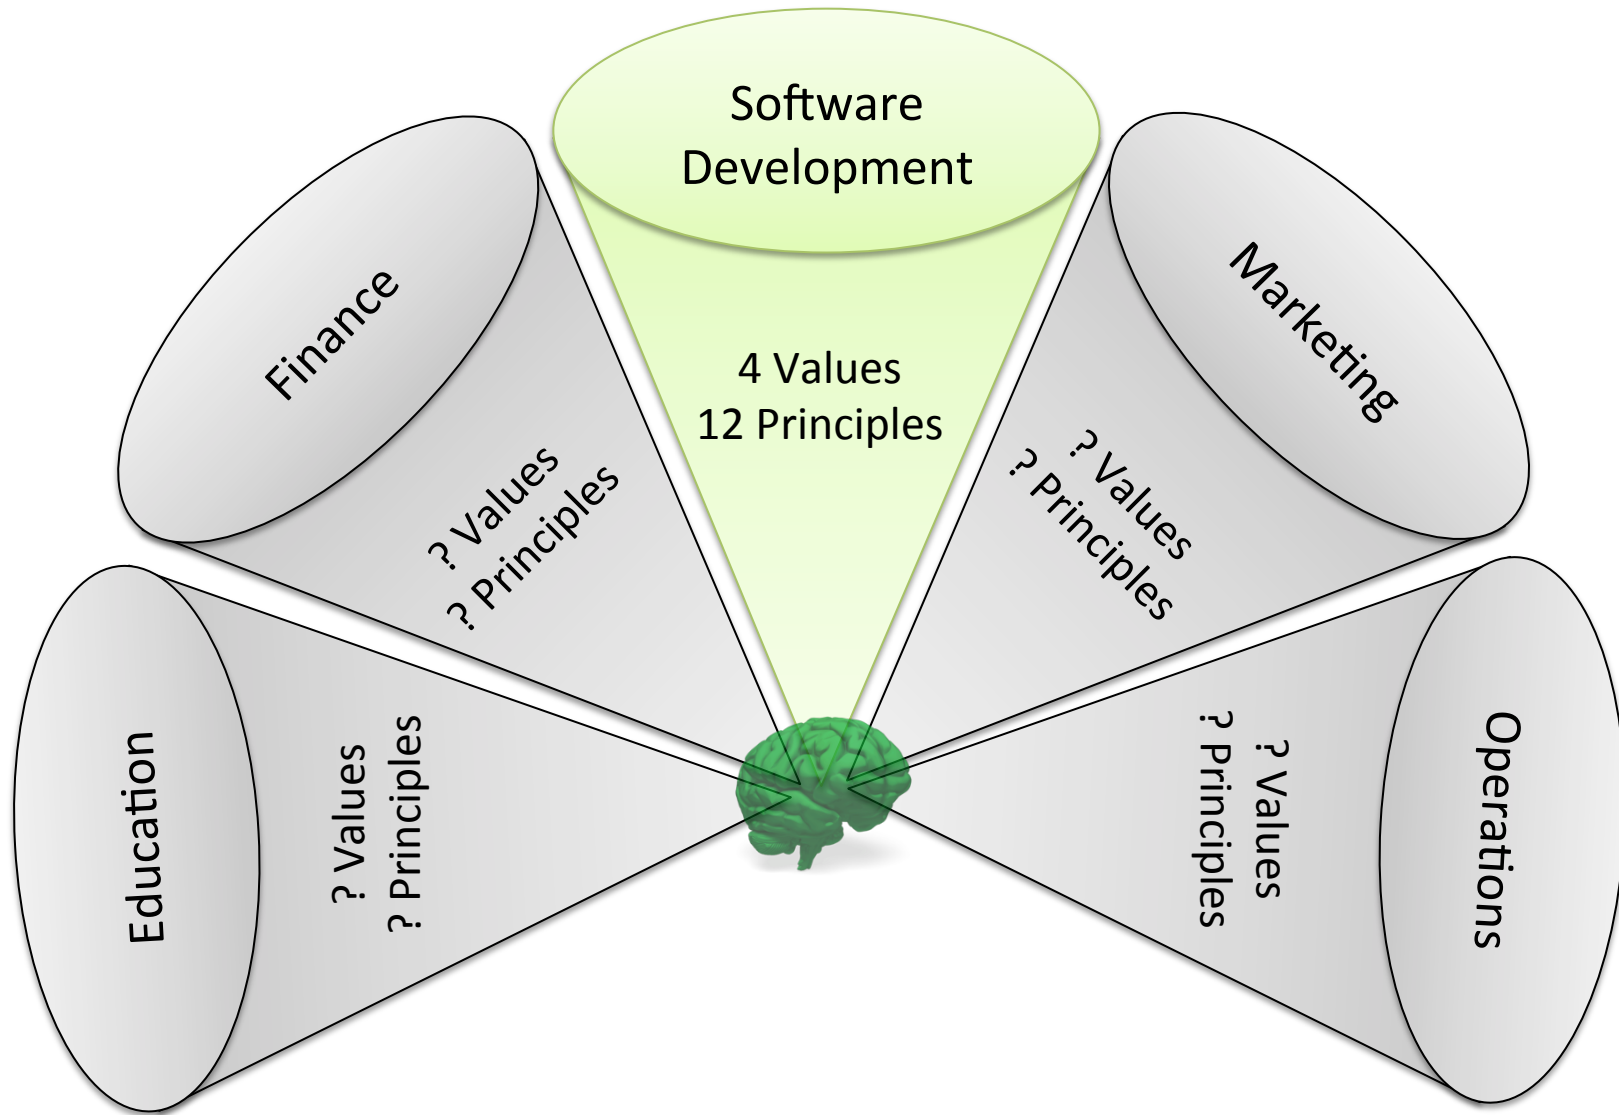 Software
Development
4 Values
12 Principles
Finance
? Values
? Principles
Marketing
? Values
? Principles
Education
? Values
? Principles
Operations
? Values
? Principles